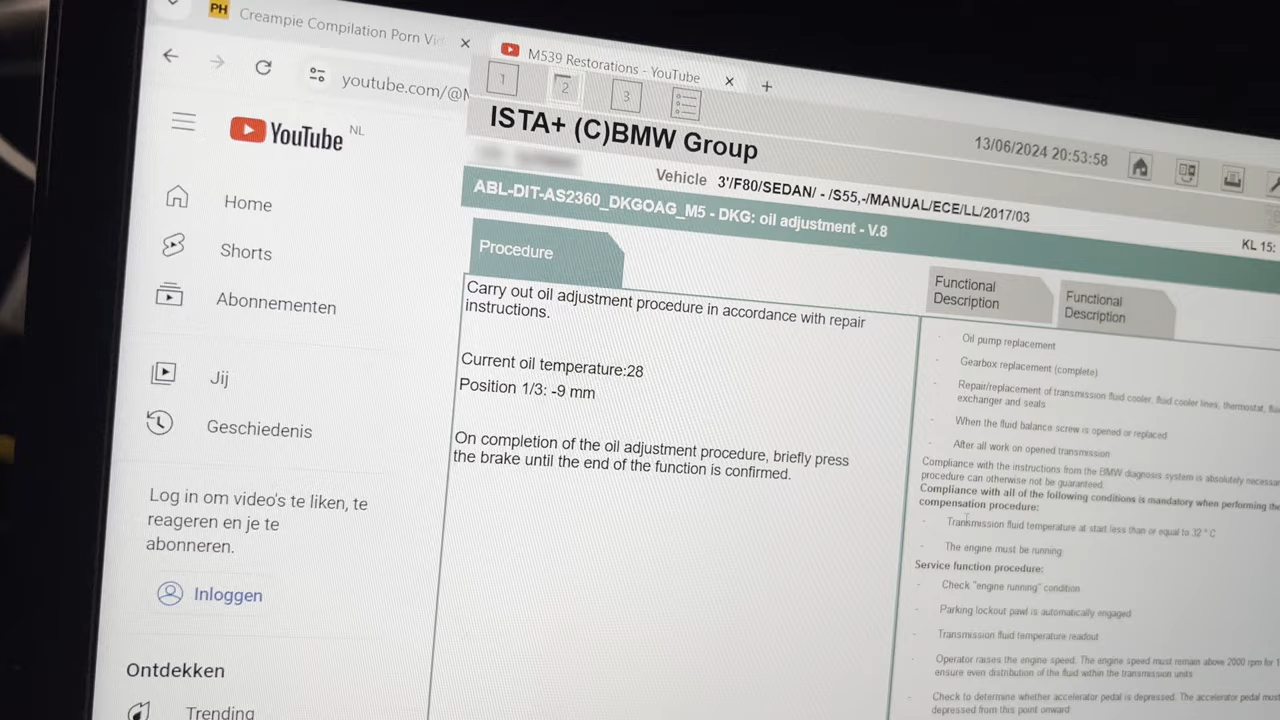 PH Creampie Compilation Porn Vi
M539 Restorations - YouTube
youtube.com/@M
1 2 3
YouTube NL
ISTA+ (C)BMW Group
13/06/2024 20:53:58
Vehicle 3'/F80/SEDAN/ - /S55,-/MANUAL/ECE/LL/2017/03
ABL-DIT-AS2360_DKGOAG_M5 - DKG: oil adjustment - V.8
KL 15:
Home
Shorts
Abonnementen
Jij
Geschiedenis
Log in om video's te liken, te
reageren en je te
abonneren.
Inloggen
Ontdekken
Trending
Procedure
Carry out oil adjustment procedure in accordance with repair
instructions.
Current oil temperature:28
Position 1/3: -9 mm
On completion of the oil adjustment procedure, briefly press
the brake until the end of the function is confirmed.
Functional
Description
Functional
Description
- Oil pump replacement
- Gearbox replacement (complete)
- Repair/replacement of transmission fluid cooler, fluid cooler lines, thermostat,
exchanger and seals
- When the fluid balance screw is opened or replaced
- After all work on opened transmission
Compliance with the instructions from the BMW diagnosis system is absolutely
procedure can otherwise not be guaranteed.
Compliance with all of the following conditions is mandatory when performing the
compensation procedure:
- Transmission fluid temperature at start less than or equal to 32 ° C
- The engine must be running
Service function procedure:
- Check "engine running" condition
- Parking lockout pawl is automatically engaged
- Transmission fluid temperature readout
- Operator raises the engine speed. The engine speed must remain above 2000 rpm for
ensure even distribution of the fluid within the transmission units
- Check to determine whether accelerator pedal is depressed. The accelerator pedal must
depressed from this point onward